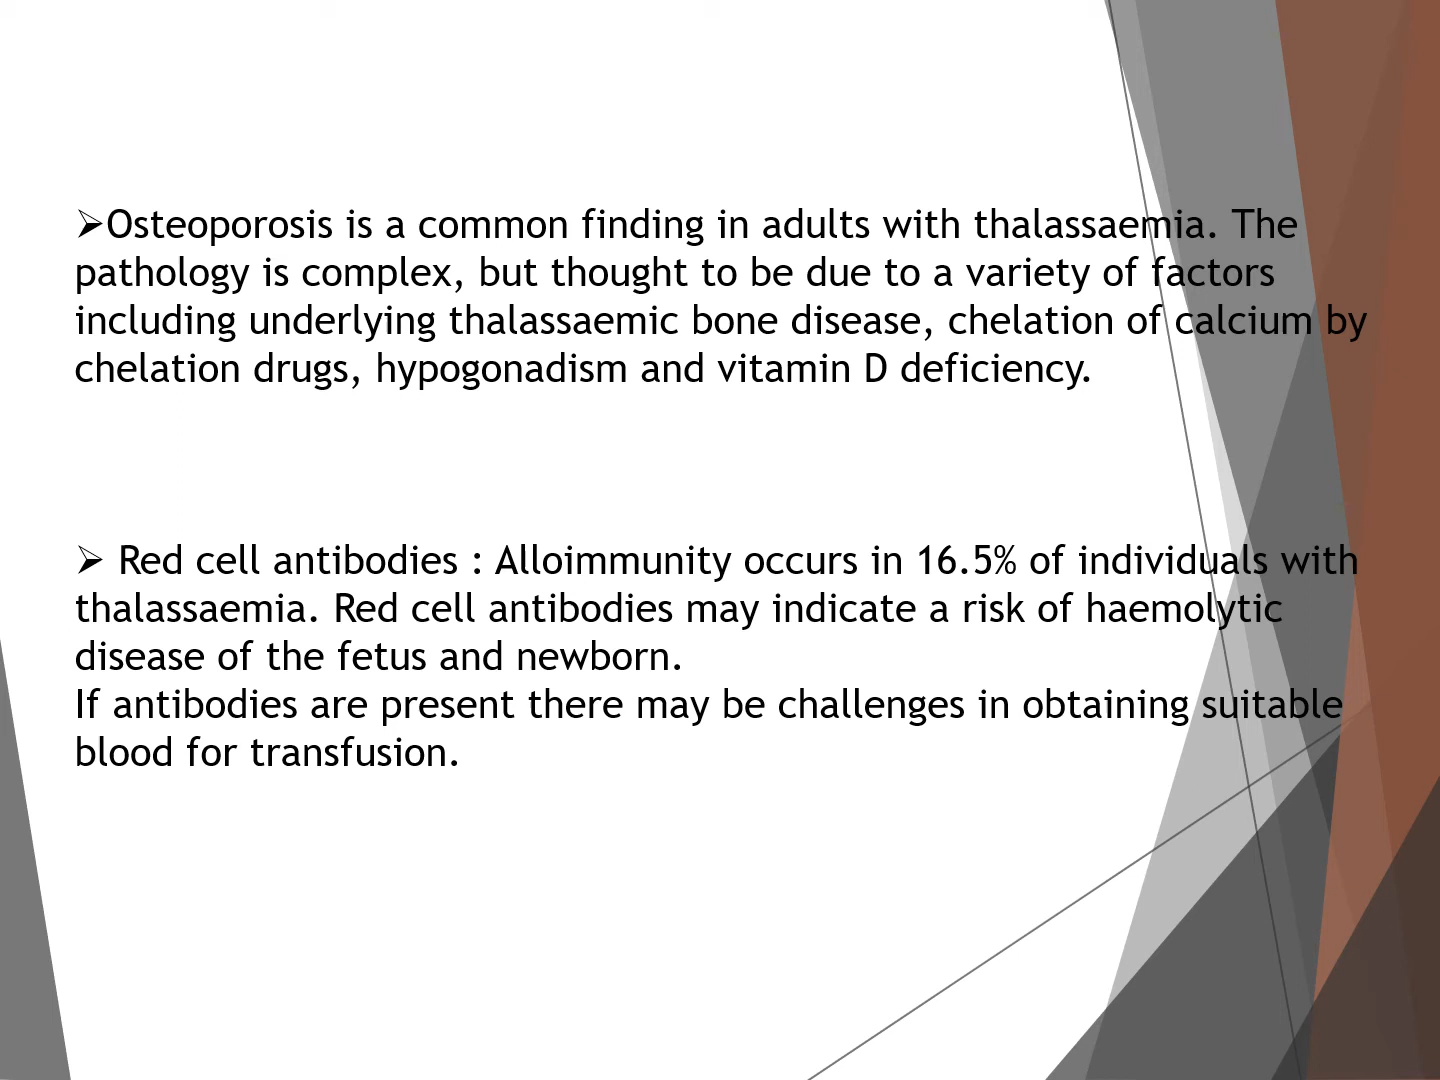 ➢Osteoporosis is a common finding in adults with thalassaemia. The
pathology is complex, but thought to be due to a variety of factors
including underlying thalassaemic bone disease, chelation of calcium by
chelation drugs, hypogonadism and vitamin D deficiency.
➢ Red cell antibodies : Alloimmunity occurs in 16.5% of individuals with
thalassaemia. Red cell antibodies may indicate a risk of haemolytic
disease of the fetus and newborn.
If antibodies are present there may be challenges in obtaining suitable
blood for transfusion.